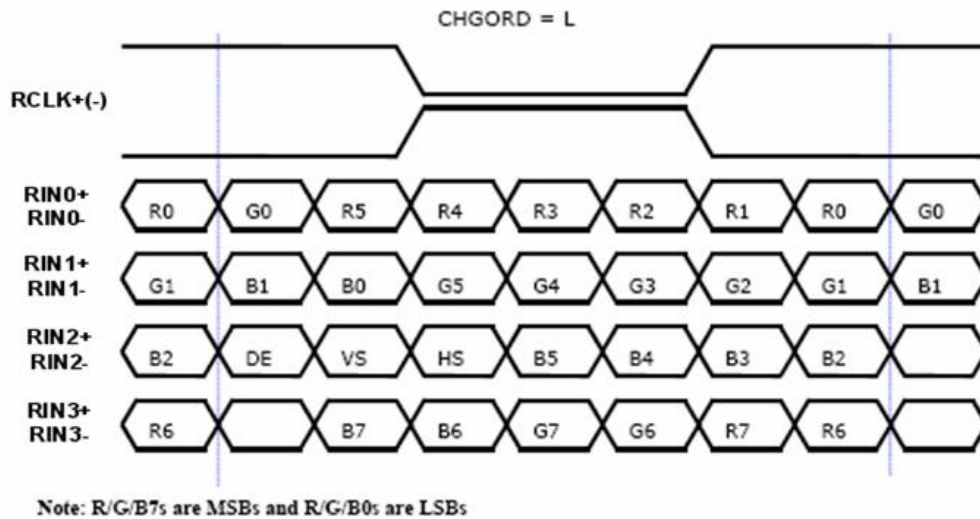 CHGORD = L
RCLK+(-)
RIN0+
RIN0-
R0 G0 R5 R4 R3 R2 R1 R0 G0
RIN1+
RIN1-
G1 B1 B0 G5 G4 G3 G2 G1 B1
RIN2+
RIN2-
B2 DE VS HS B5 B4 B3 B2
RIN3+
RIN3-
R6 B7 B6 G7 G6 R7 R6
Note: R/G/B7s are MSBs and R/G/B0s are LSBs